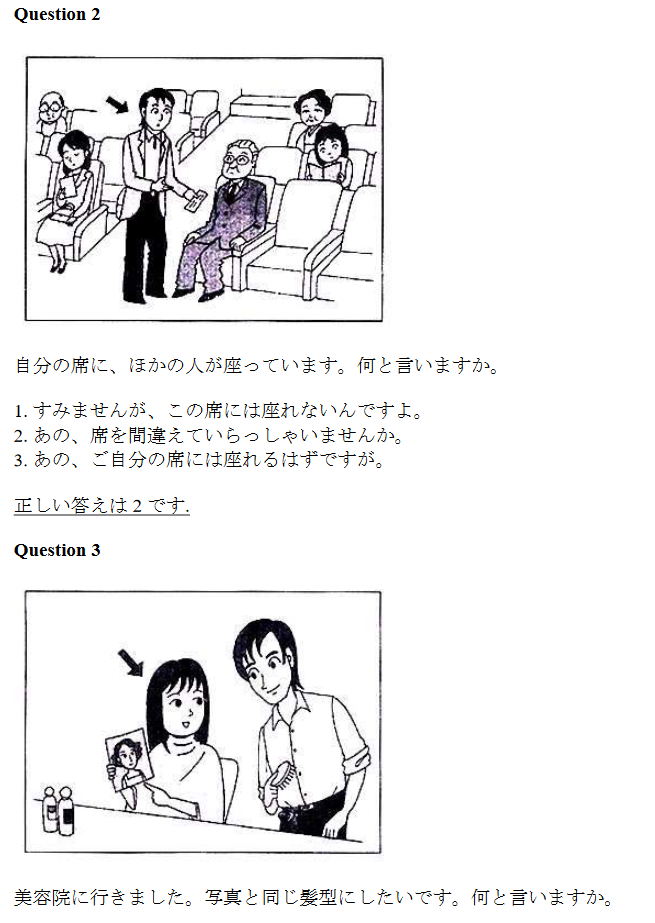 Question 2
自分の席に、ほかの人が座っています。何と言いますか。
1. すみませんが、この席には座れないんですよ。
2. あの、席を間違えていらっしゃいませんか。
3. あの、ご自分の席には座れるはずですが。
正しい答えは 2 です.
Question 3
美容院に行きました。写真と同じ髪型にしたいです。何と言いますか。